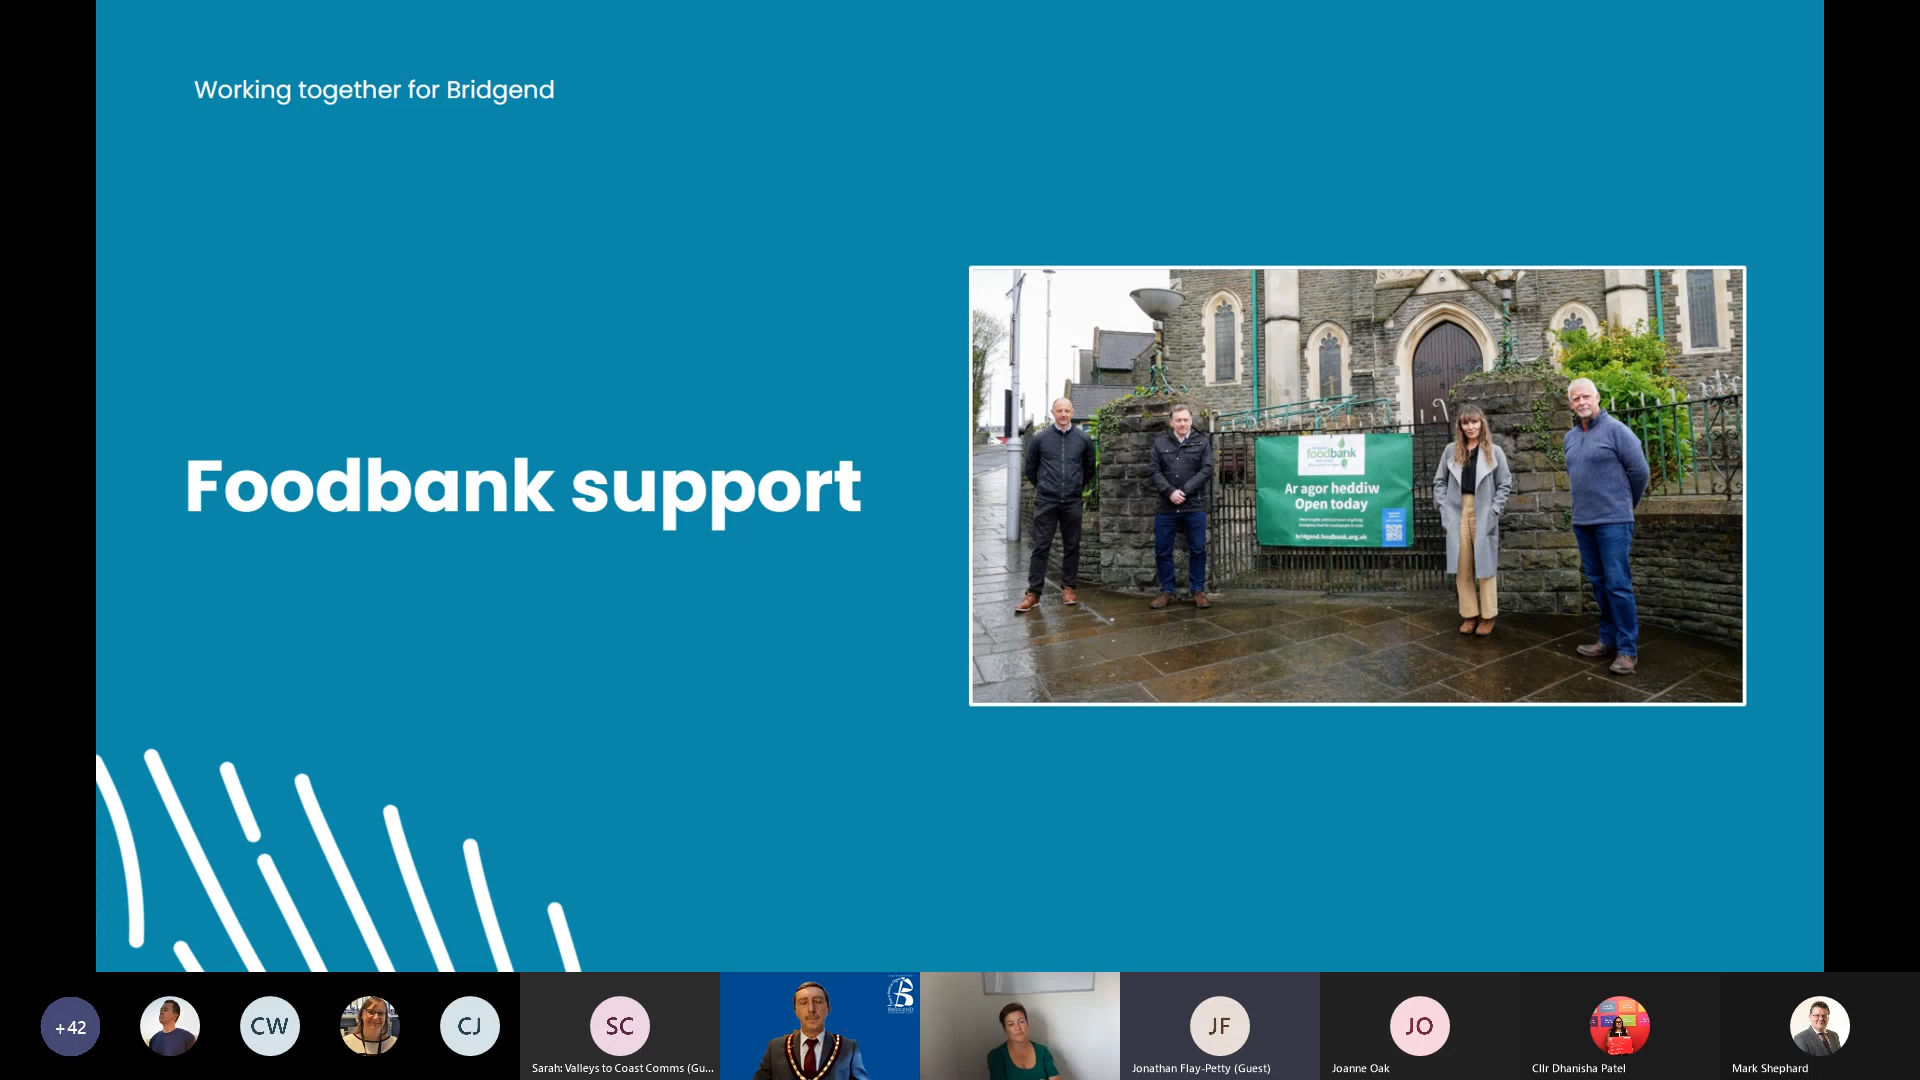 Working together for Bridgend
Foodbank support
foodbank
Ar agor heddiw
Open today
bridgend.foodbank.org.uk
+42
CW
CJ
SC
Sarah: Valleys to Coast Comms (Gu...
BRIDGEND
JF
Jonathan Flay-Petty (Guest)
JO
Joanne Oak
Cllr Dhanisha Patel
Mark Shephard